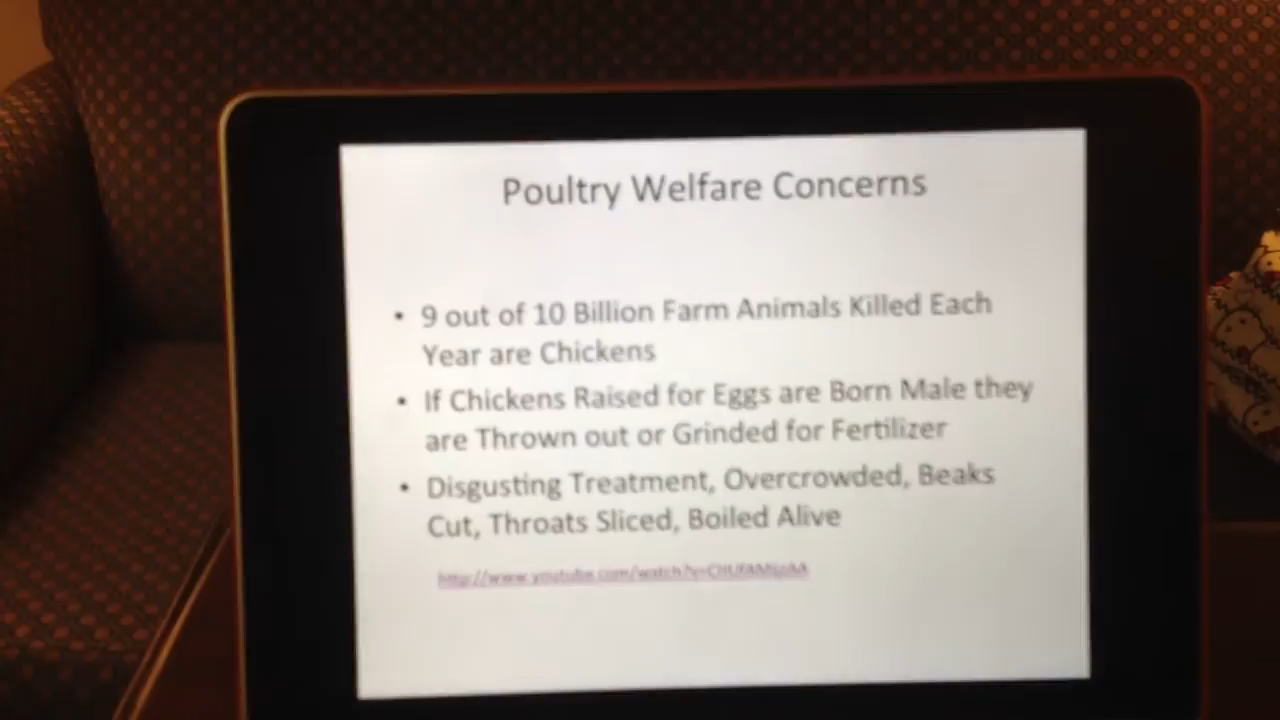 Poultry Welfare Concerns
• 9 out of 10 Billion Farm Animals Killed Each
Year are Chickens
• If Chickens Raised for Eggs are Born Male they
are Thrown out or Grinded for Fertilizer
• Disgusting Treatment, Overcrowded, Beaks
Cut, Throats Sliced, Boiled Alive